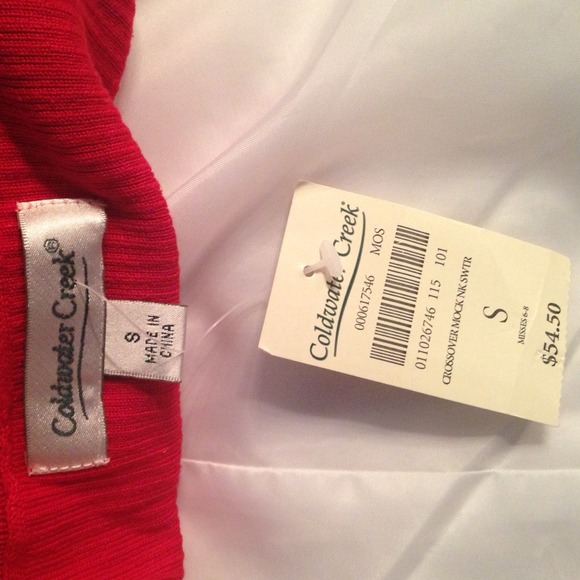 Coldwater Creek®
S
MADE IN
CHINA
Coldwater Creek®
000617546 MOS
011026746 115 101
CROSSOVER MOCK NK SWTR
S
MISSES 6-8
$54.50